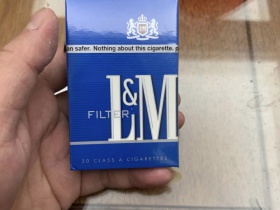 an safer. Nothing about this cigarette, p
L&M
FILTER
20 CLASS A CIGARETTES